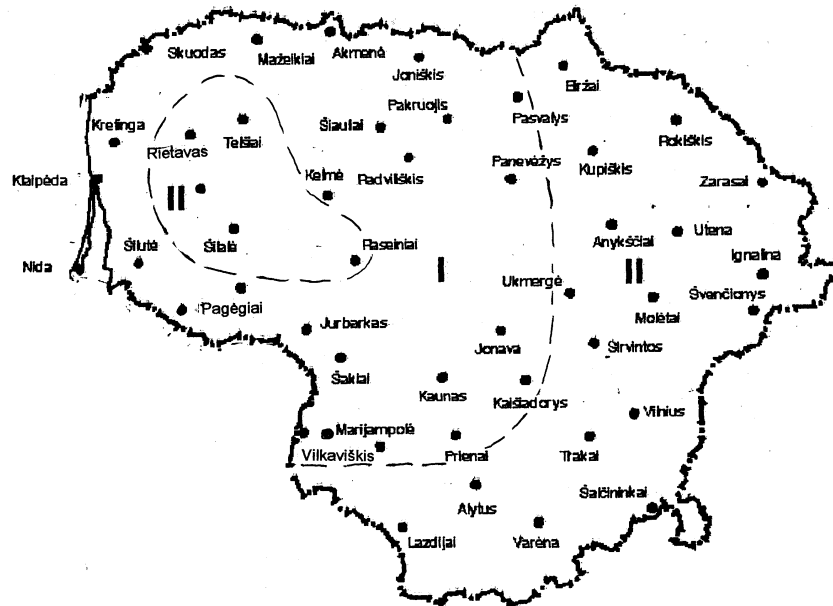 Skuodas
Mažeikiai
Akmenė
Joniškis
Biržai
Pakruojis
Pasvalys
Kretinga
Rietavas
Telšiai
Šiauliai
Rokiškis
Radviliškis
Panevėžys
Kupiškis
Klaipėda
Kelmė
Zarasai
II
Šilutė
Šilalė
Raseiniai
Anykščiai
Utena
Nida
I
II
Ignalina
Ukmergė
Pagėgiai
Molėtai
Švenčionys
Jurbarkas
Jonava
Širvintos
Šakiai
Kaunas
Kaišiadorys
Vilnius
Marijampolė
Vilkaviškis
Prienai
Trakai
Alytus
Šalčininkai
Lazdijai
Varėna